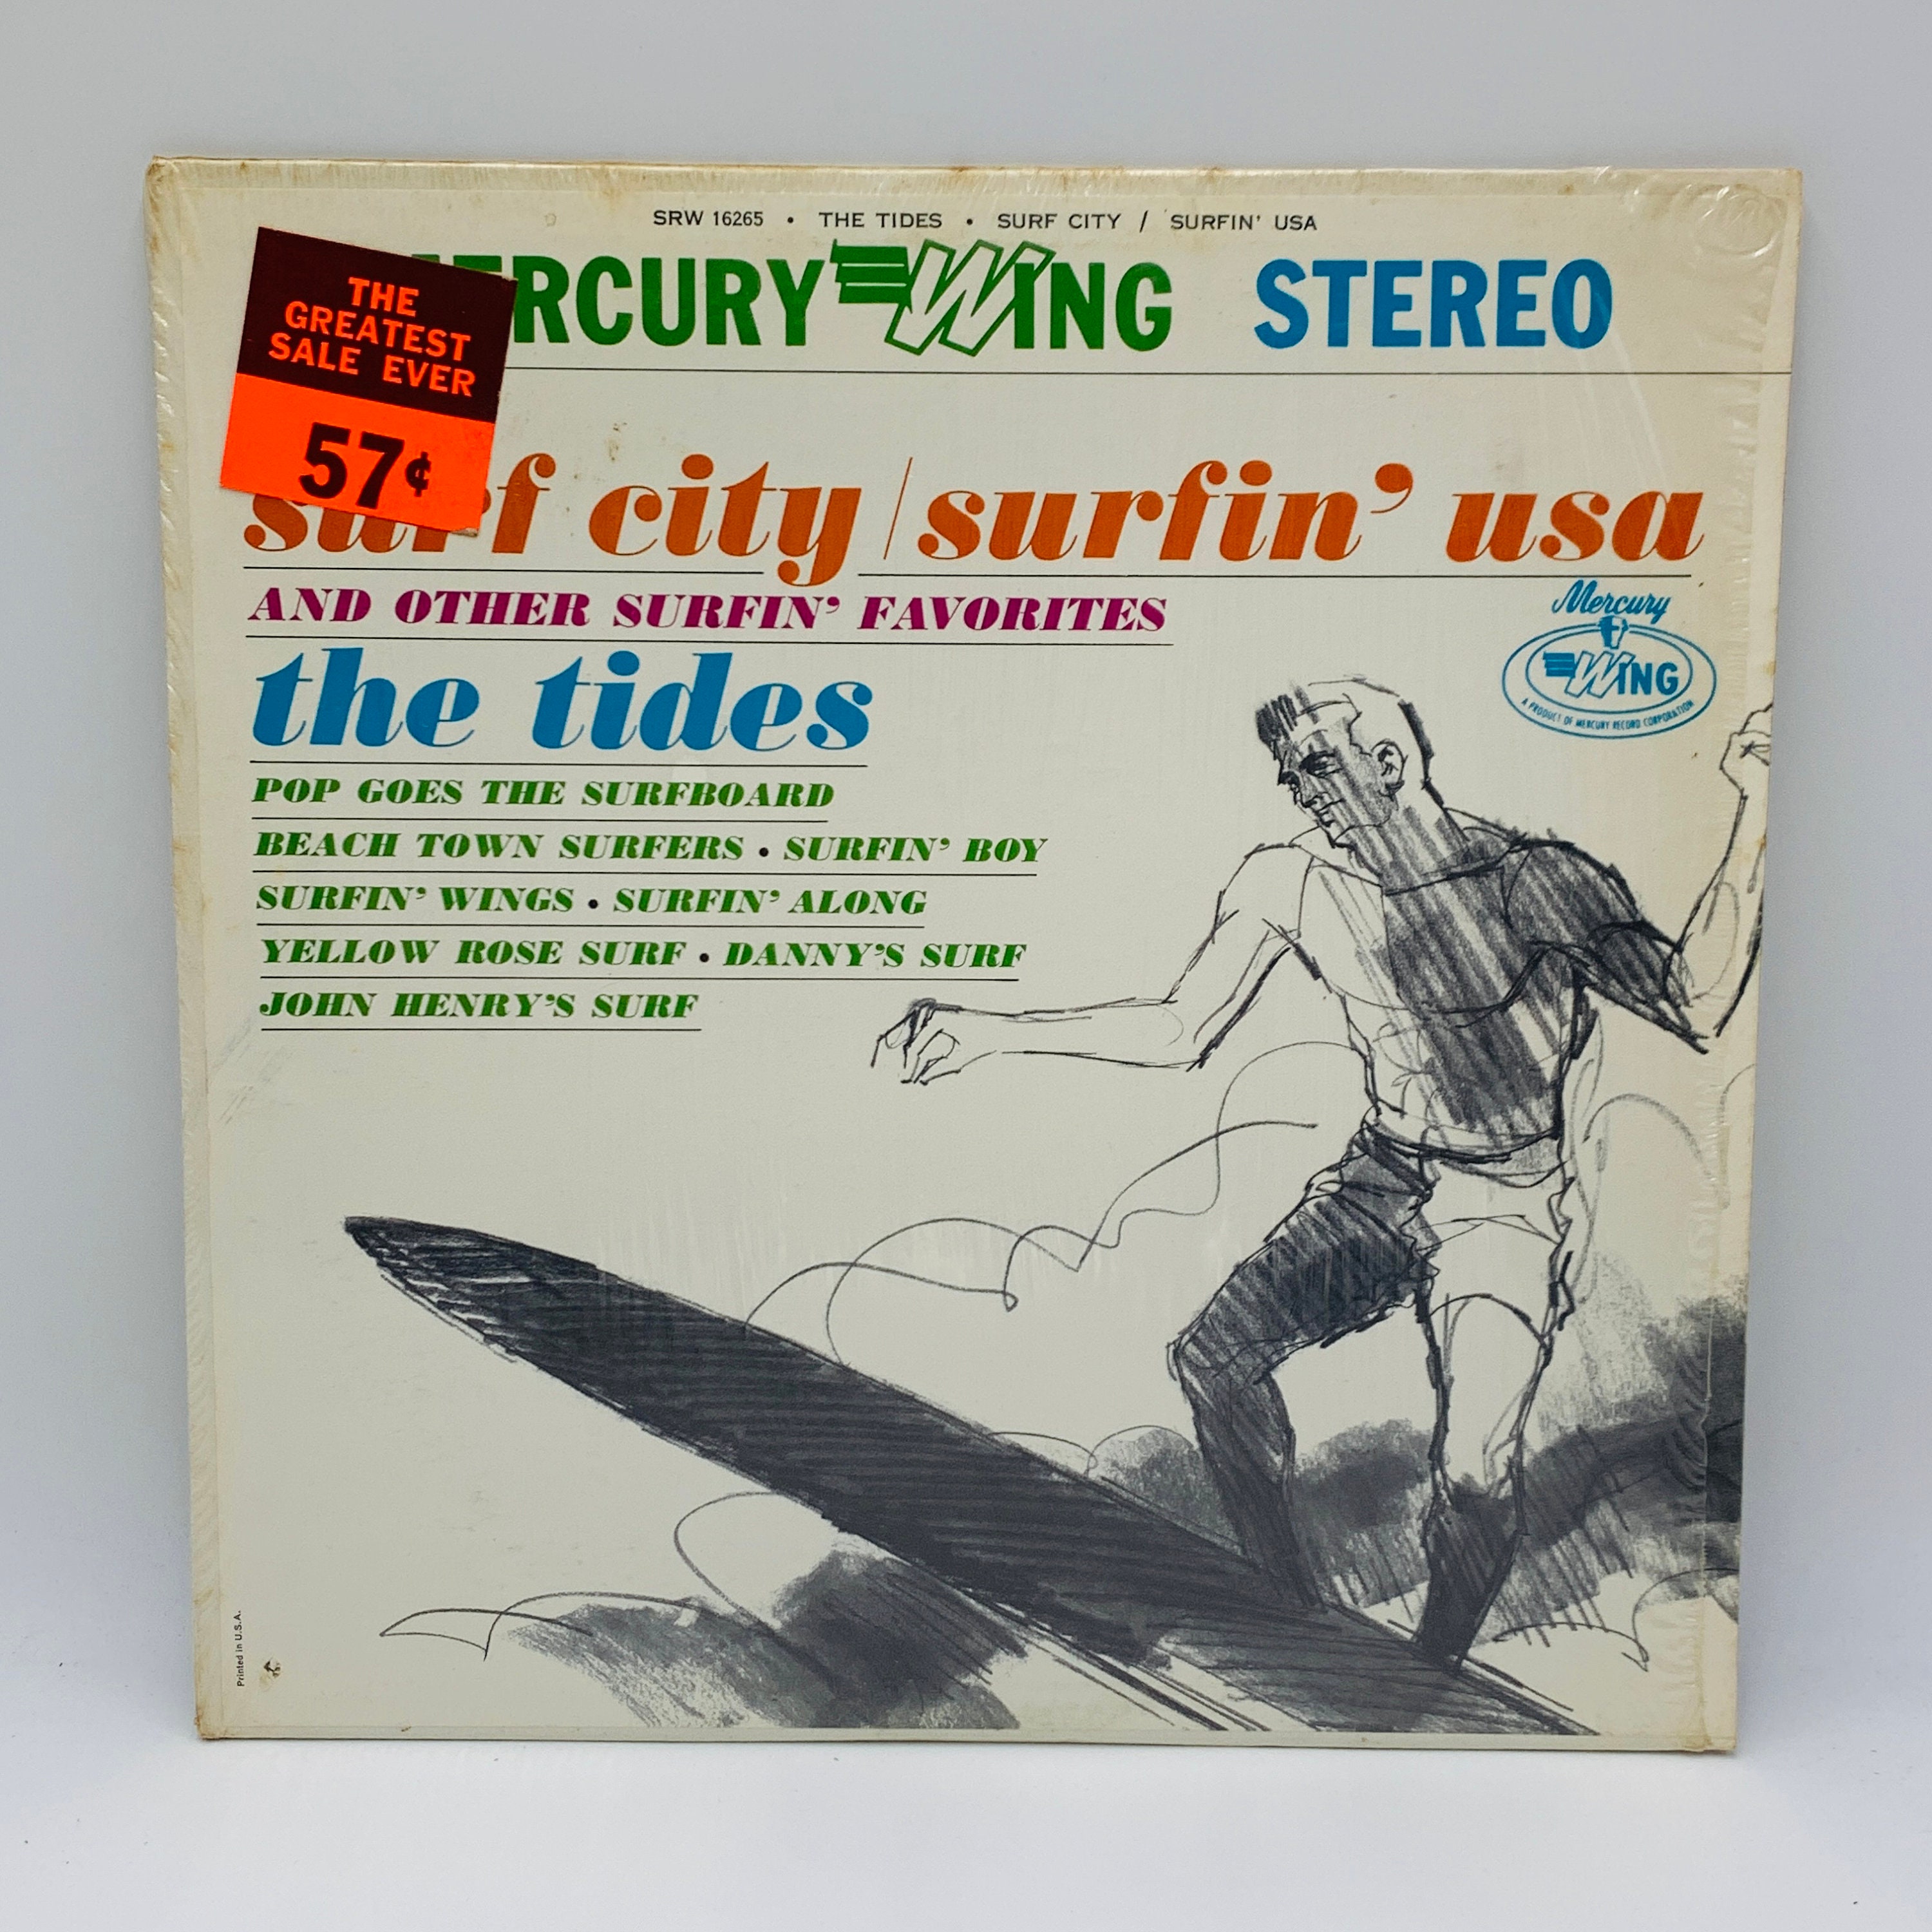 SRW 16265 • THE TIDES • SURF CITY / SURFIN' USA
THE
GREATEST
SALE EVER
57¢
MERCURY WING STEREO
surf city / surfin' usa
AND OTHER SURFIN' FAVORITES
the tides
Mercury
WING
A PRODUCT OF MERCURY RECORD CORPORATION
POP GOES THE SURFBOARD
BEACH TOWN SURFERS • SURFIN' BOY
SURFIN' WINGS • SURFIN' ALONG
YELLOW ROSE SURF • DANNY'S SURF
JOHN HENRY'S SURF
Printed in U.S.A.